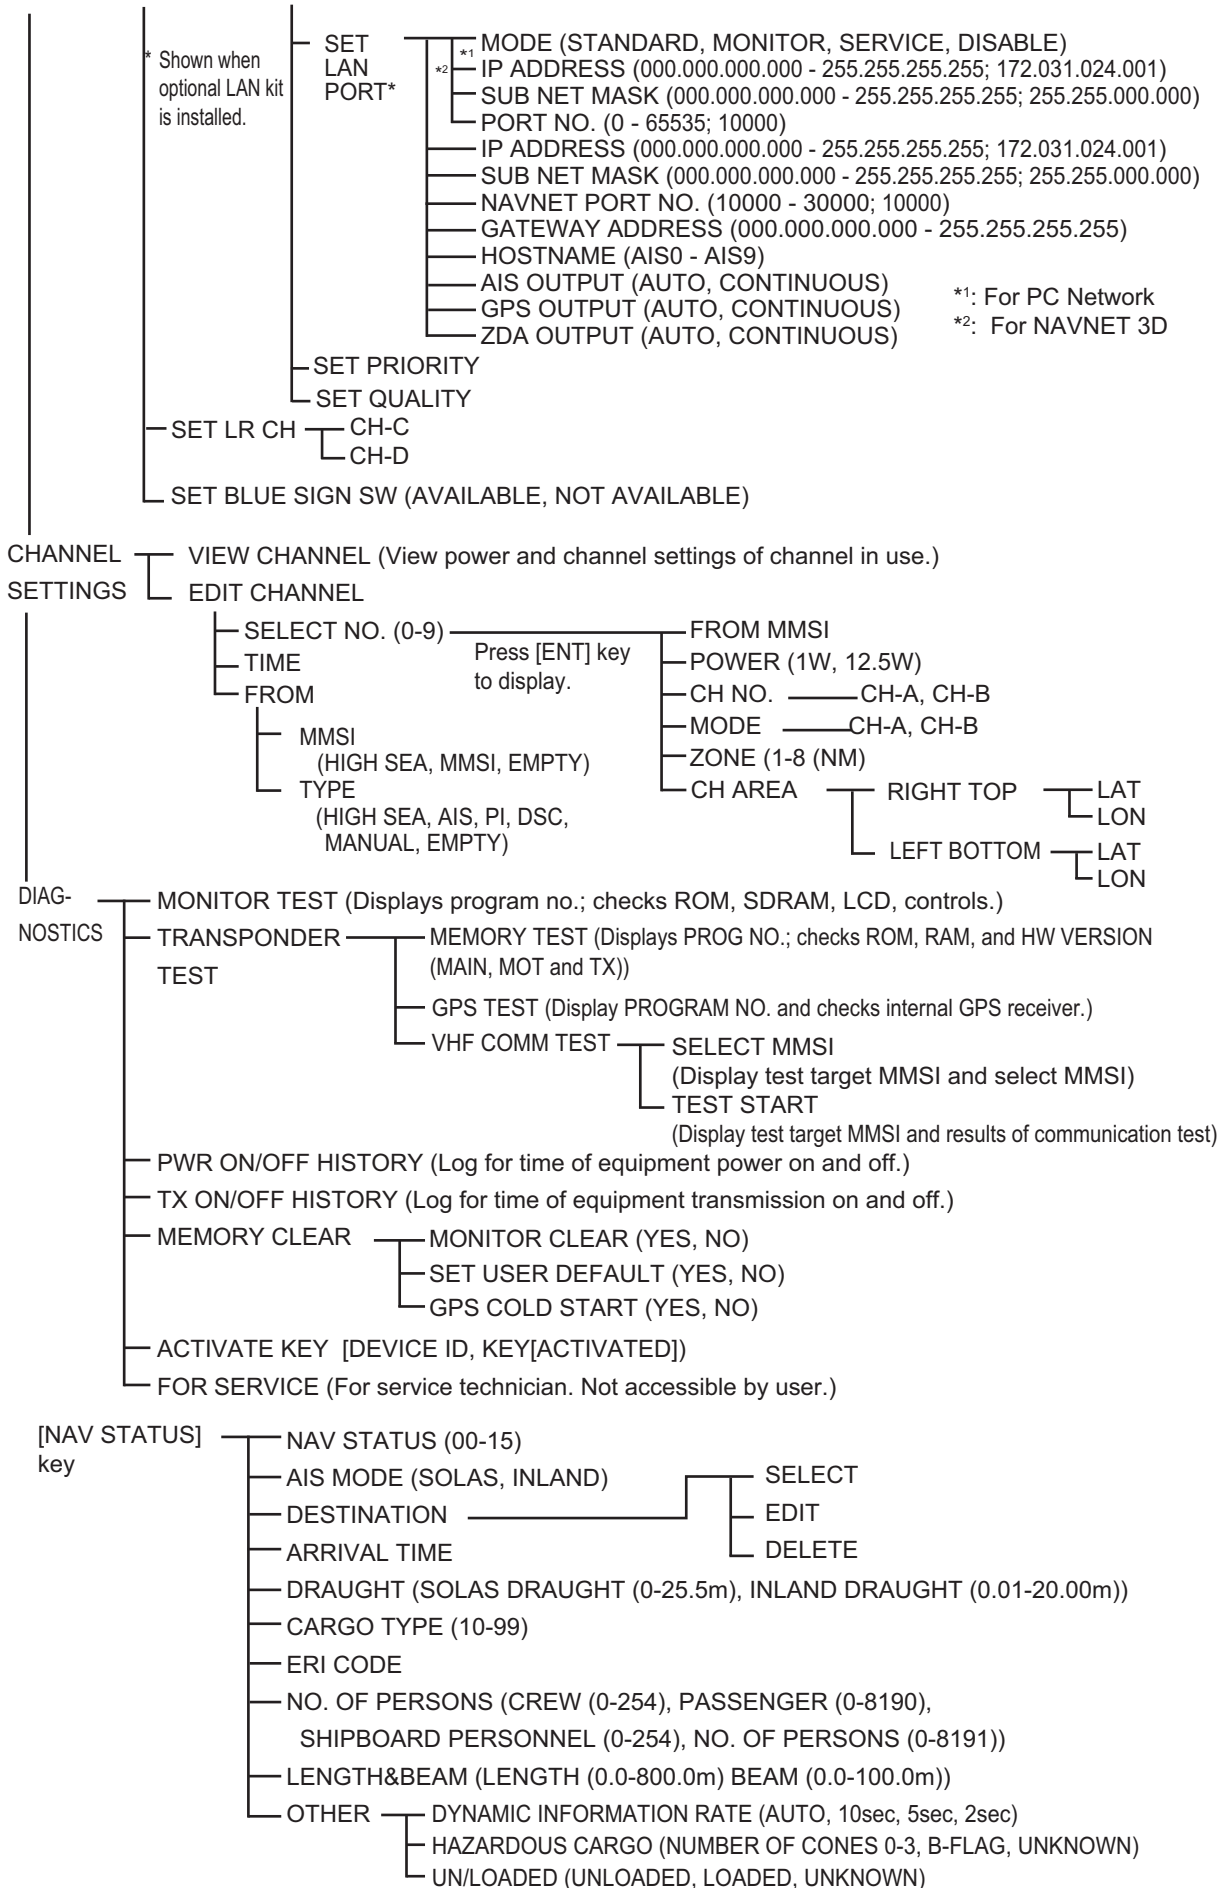 * Shown when
optional LAN kit
is installed.
SET
LAN
PORT*
*1
*2
MODE (STANDARD, MONITOR, SERVICE, DISABLE)
IP ADDRESS (000.000.000.000 - 255.255.255.255; 172.031.024.001)
SUB NET MASK (000.000.000.000 - 255.255.255.255; 255.255.000.000)
PORT NO. (0 - 65535; 10000)
IP ADDRESS (000.000.000.000 - 255.255.255.255; 172.031.024.001)
SUB NET MASK (000.000.000.000 - 255.255.255.255; 255.255.000.000)
NAVNET PORT NO. (10000 - 30000; 10000)
GATEWAY ADDRESS (000.000.000.000 - 255.255.255.255)
HOSTNAME (AIS0 - AIS9)
AIS OUTPUT (AUTO, CONTINUOUS)
GPS OUTPUT (AUTO, CONTINUOUS)
ZDA OUTPUT (AUTO, CONTINUOUS)
*1: For PC Network
*2: For NAVNET 3D
SET PRIORITY
SET QUALITY
SET LR CH
CH-C
CH-D
SET BLUE SIGN SW (AVAILABLE, NOT AVAILABLE)
CHANNEL
SETTINGS
VIEW CHANNEL (View power and channel settings of channel in use.)
EDIT CHANNEL
SELECT NO. (0-9)
TIME
FROM
Press [ENT] key
to display.
MMSI
(HIGH SEA, MMSI, EMPTY)
TYPE
(HIGH SEA, AIS, PI, DSC,
MANUAL, EMPTY)
FROM MMSI
POWER (1W, 12.5W)
CH NO. CH-A, CH-B
MODE CH-A, CH-B
ZONE (1-8 (NM)
CH AREA
RIGHT TOP
LAT
LON
LEFT BOTTOM
LAT
LON
DIAG-
NOSTICS
MONITOR TEST (Displays program no.; checks ROM, SDRAM, LCD, controls.)
TRANSPONDER
TEST
MEMORY TEST (Displays PROG NO.; checks ROM, RAM, and HW VERSION
(MAIN, MOT and TX))
GPS TEST (Display PROGRAM NO. and checks internal GPS receiver.)
VHF COMM TEST
SELECT MMSI
(Display test target MMSI and select MMSI)
TEST START
(Display test target MMSI and results of communication test)
PWR ON/OFF HISTORY (Log for time of equipment power on and off.)
TX ON/OFF HISTORY (Log for time of equipment transmission on and off.)
MEMORY CLEAR
MONITOR CLEAR (YES, NO)
SET USER DEFAULT (YES, NO)
GPS COLD START (YES, NO)
ACTIVATE KEY [DEVICE ID, KEY[ACTIVATED])
FOR SERVICE (For service technician. Not accessible by user.)
[NAV STATUS]
key
NAV STATUS (00-15)
AIS MODE (SOLAS, INLAND)
DESTINATION
SELECT
EDIT
DELETE
ARRIVAL TIME
DRAUGHT (SOLAS DRAUGHT (0-25.5m), INLAND DRAUGHT (0.01-20.00m))
CARGO TYPE (10-99)
ERI CODE
NO. OF PERSONS (CREW (0-254), PASSENGER (0-8190),
SHIPBOARD PERSONNEL (0-254), NO. OF PERSONS (0-8191))
LENGTH&BEAM (LENGTH (0.0-800.0m) BEAM (0.0-100.0m))
OTHER
DYNAMIC INFORMATION RATE (AUTO, 10sec, 5sec, 2sec)
HAZARDOUS CARGO (NUMBER OF CONES 0-3, B-FLAG, UNKNOWN)
UN/LOADED (UNLOADED, LOADED, UNKNOWN)